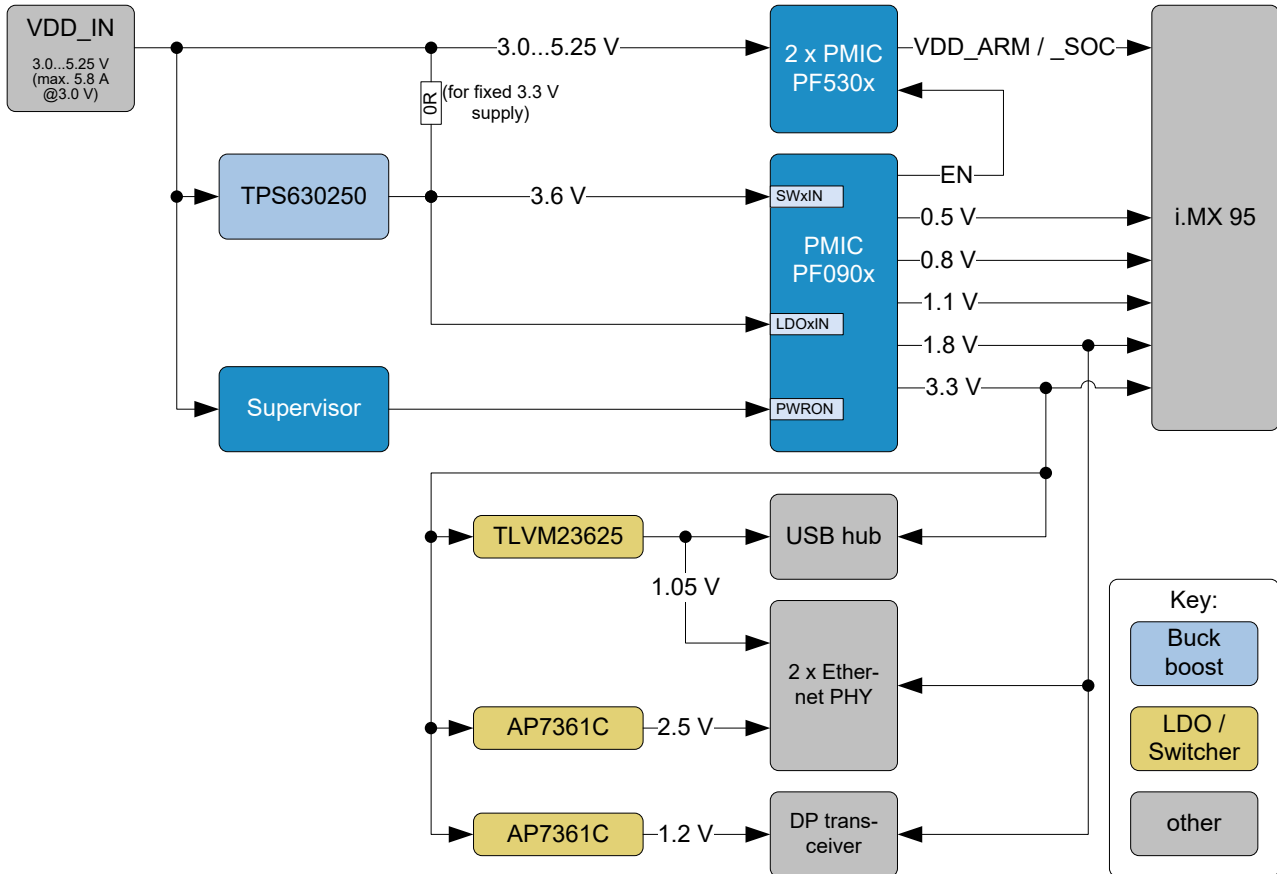 VDD_IN
3.0...5.25 V
(max. 5.8 A
@3.0 V)
3.0...5.25 V
2 x PMIC
PF530x
VDD_ARM / _SOC
i.MX 95
0R
(for fixed 3.3 V
supply)
TPS630250
3.6 V
SWxIN
PMIC
PF090x
LDOxIN
PWRON
EN
0.5 V
0.8 V
1.1 V
1.8 V
3.3 V
Supervisor
TLVM23625
1.05 V
USB hub
2 x Ether-
net PHY
AP7361C
2.5 V
AP7361C
1.2 V
DP trans-
ceiver
Key:
Buck
boost
LDO /
Switcher
other